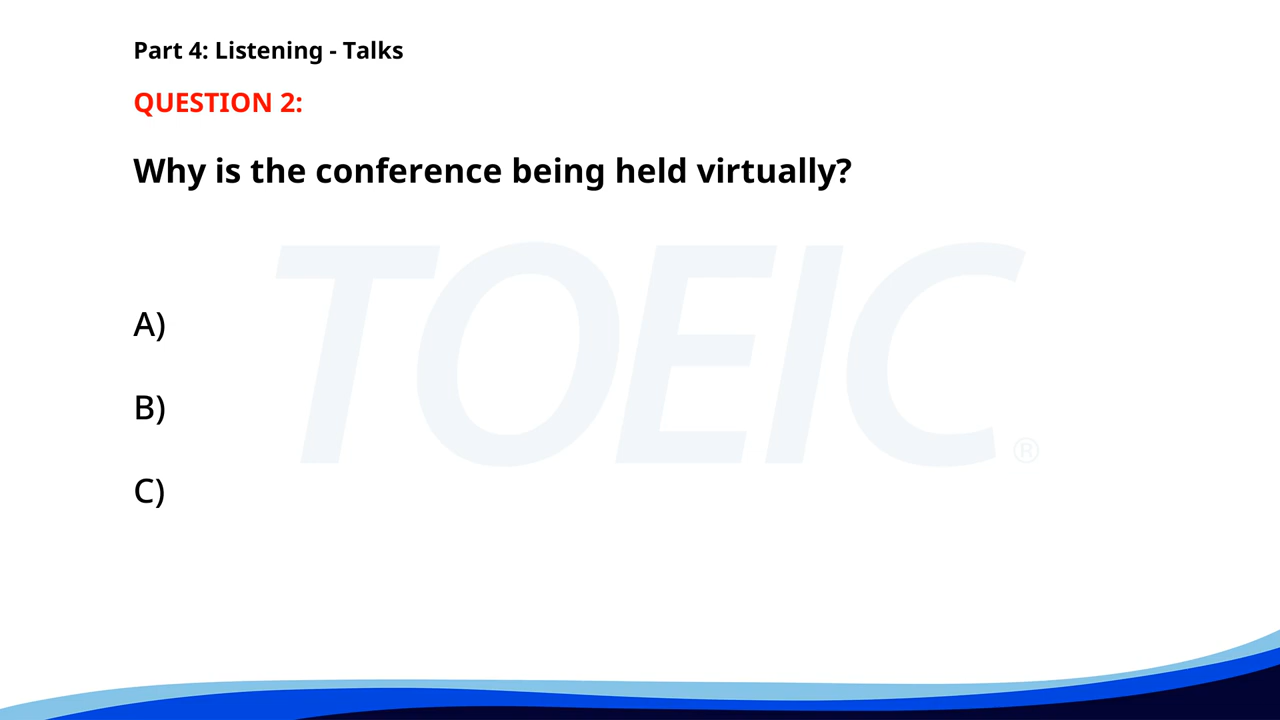 Part 4: Listening - Talks
QUESTION 2:
Why is the conference being held virtually?
TOEIC ®
A)
B)
C)